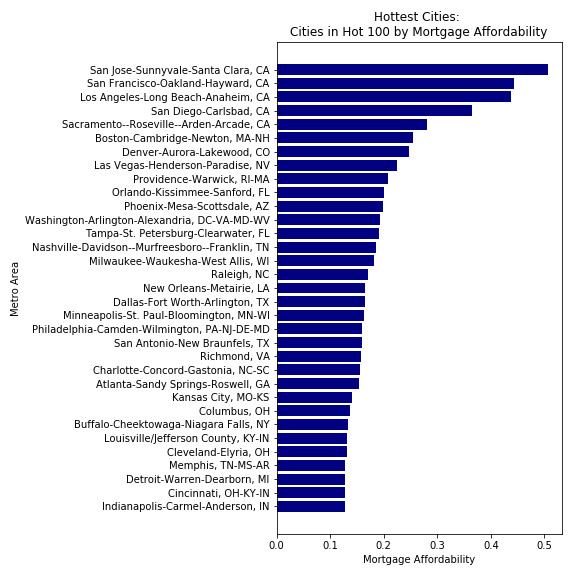 Hottest Cities:
Cities in Hot 100 by Mortgage Affordability
Metro Area
San Jose-Sunnyvale-Santa Clara, CA
San Francisco-Oakland-Hayward, CA
Los Angeles-Long Beach-Anaheim, CA
San Diego-Carlsbad, CA
Sacramento--Roseville--Arden-Arcade, CA
Boston-Cambridge-Newton, MA-NH
Denver-Aurora-Lakewood, CO
Las Vegas-Henderson-Paradise, NV
Providence-Warwick, RI-MA
Orlando-Kissimmee-Sanford, FL
Phoenix-Mesa-Scottsdale, AZ
Washington-Arlington-Alexandria, DC-VA-MD-WV
Tampa-St. Petersburg-Clearwater, FL
Nashville-Davidson--Murfreesboro--Franklin, TN
Milwaukee-Waukesha-West Allis, WI
Raleigh, NC
New Orleans-Metairie, LA
Dallas-Fort Worth-Arlington, TX
Minneapolis-St. Paul-Bloomington, MN-WI
Philadelphia-Camden-Wilmington, PA-NJ-DE-MD
San Antonio-New Braunfels, TX
Richmond, VA
Charlotte-Concord-Gastonia, NC-SC
Atlanta-Sandy Springs-Roswell, GA
Kansas City, MO-KS
Columbus, OH
Buffalo-Cheektowaga-Niagara Falls, NY
Louisville/Jefferson County, KY-IN
Cleveland-Elyria, OH
Memphis, TN-MS-AR
Detroit-Warren-Dearborn, MI
Cincinnati, OH-KY-IN
Indianapolis-Carmel-Anderson, IN
0.0 0.1 0.2 0.3 0.4 0.5
Mortgage Affordability